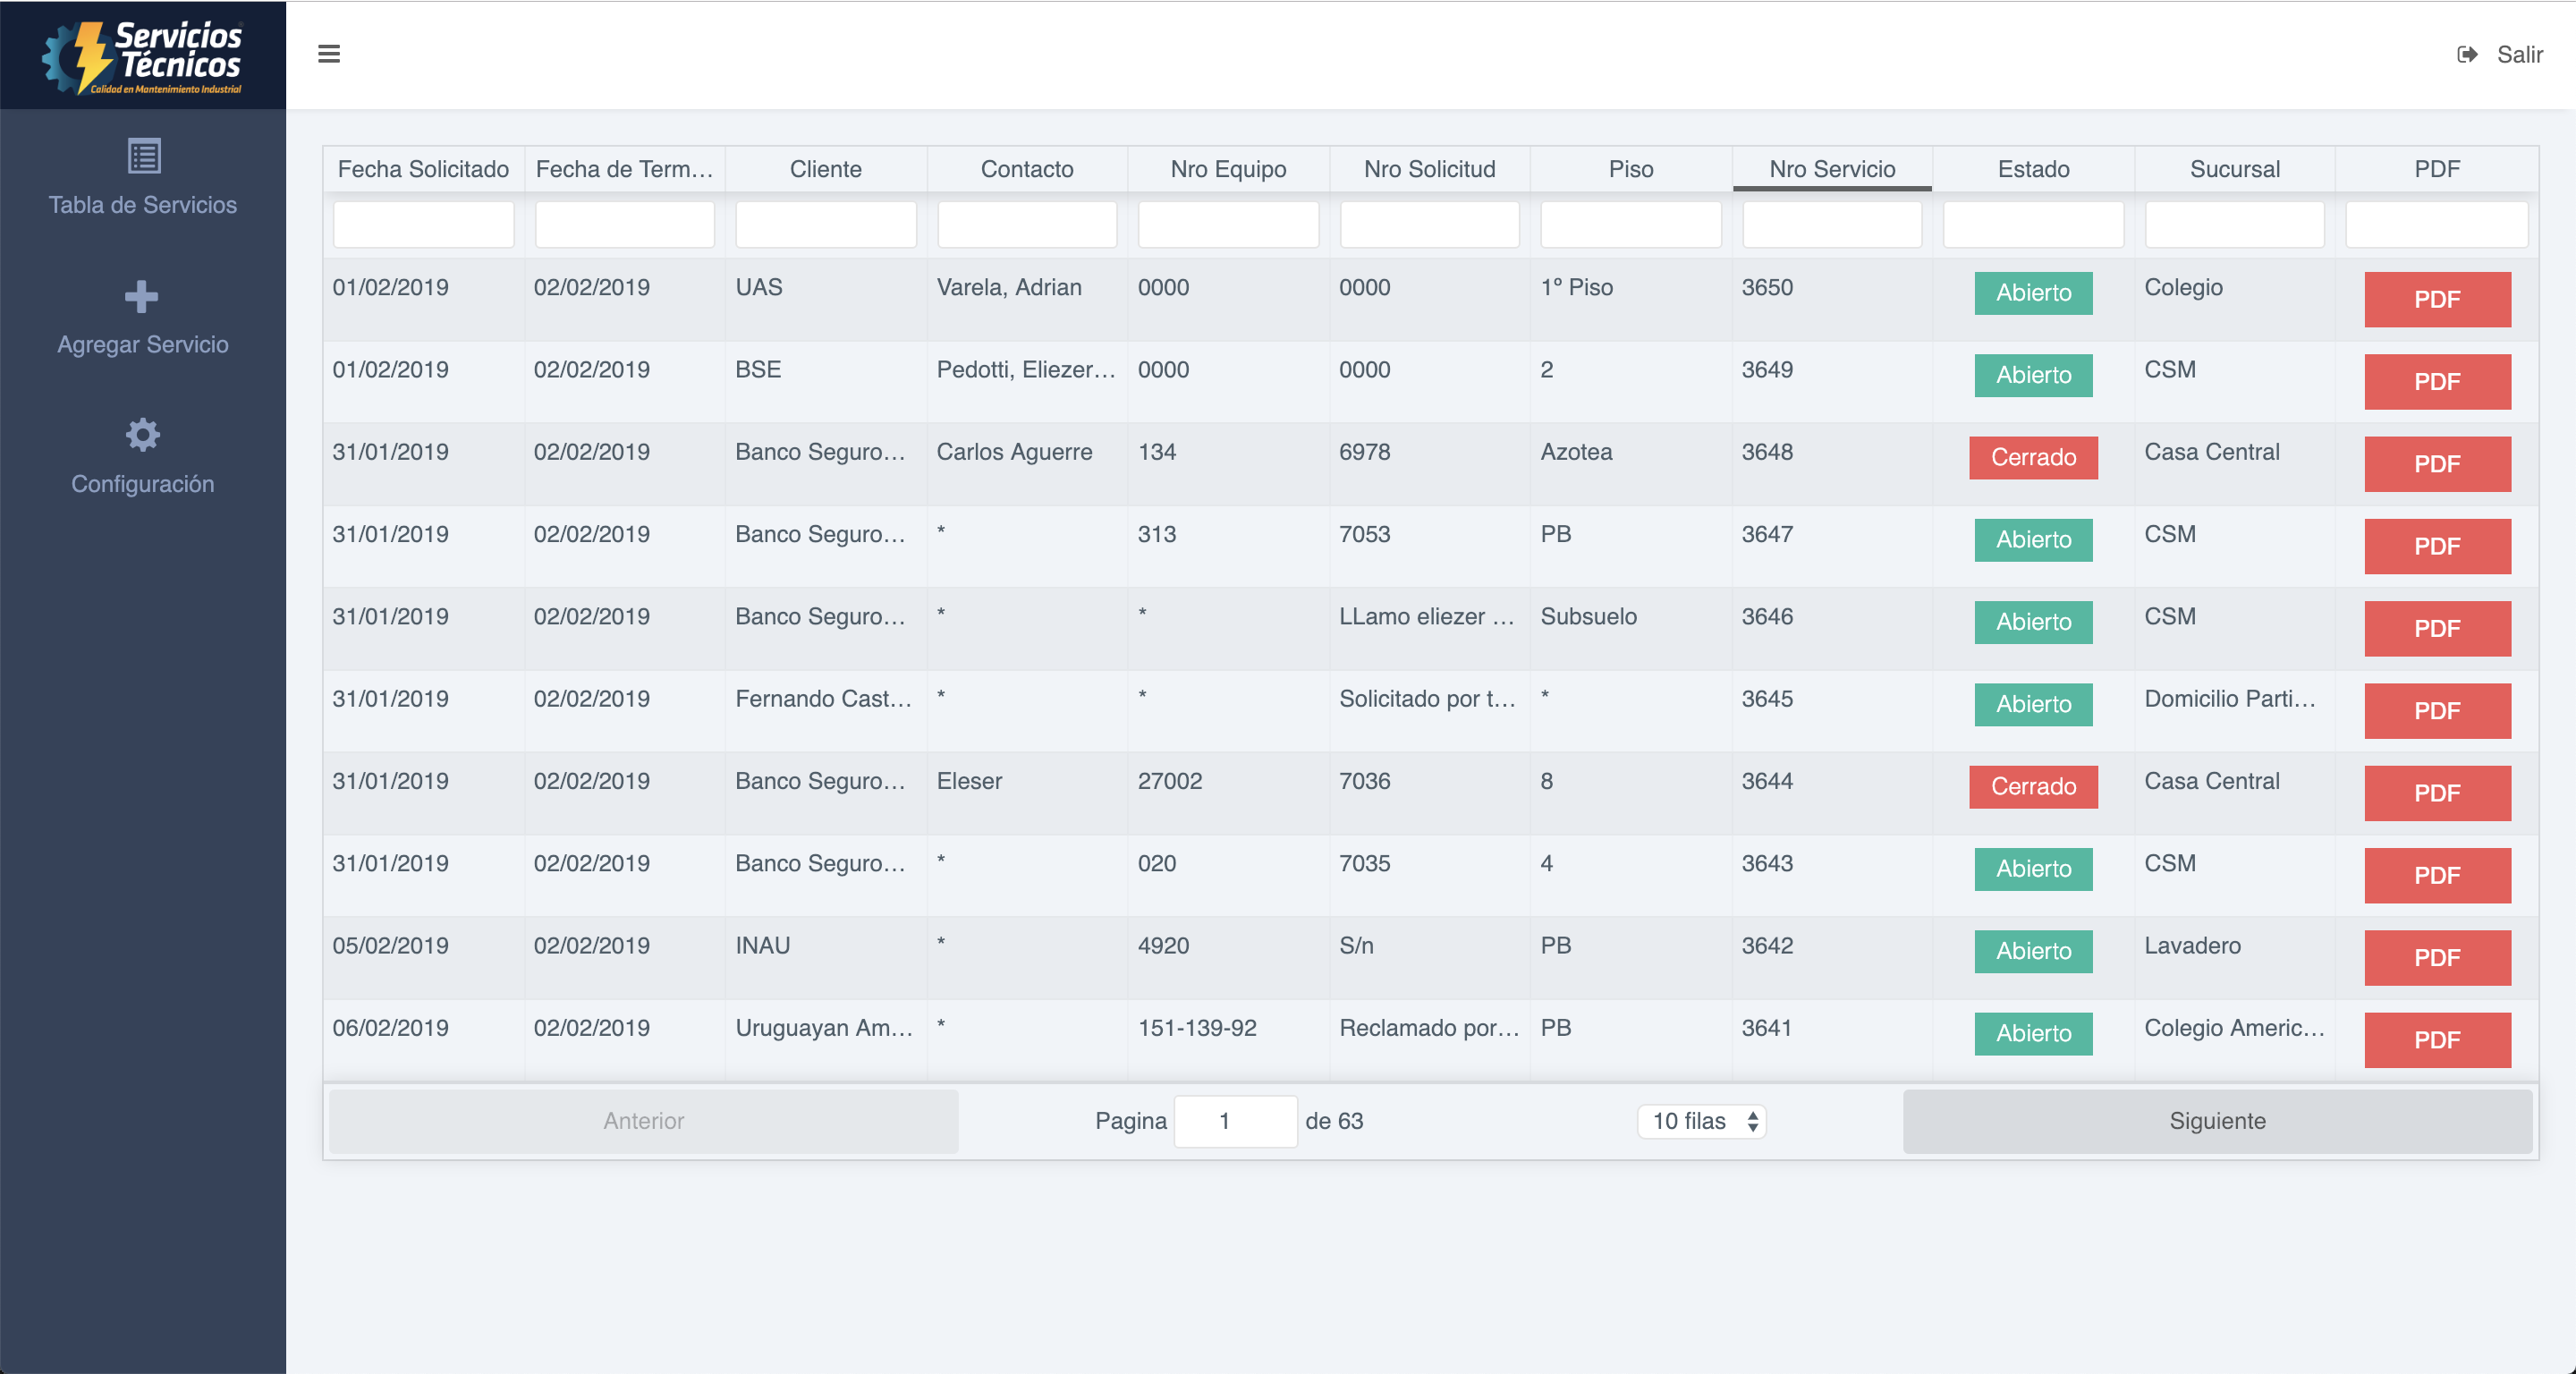 Servicios
Técnicos
Calidad en Mantenimiento Industrial
Salir
Tabla de Servicios
Agregar Servicio
Configuración
Fecha Solicitado Fecha de Term... Cliente Contacto Nro Equipo Nro Solicitud Piso Nro Servicio Estado Sucursal PDF
01/02/2019 02/02/2019 UAS Varela, Adrian 0000 0000 1º Piso 3650 Abierto Colegio PDF
01/02/2019 02/02/2019 BSE Pedotti, Eliezer... 0000 0000 2 3649 Abierto CSM PDF
31/01/2019 02/02/2019 Banco Seguro... Carlos Aguerre 134 6978 Azotea 3648 Cerrado Casa Central PDF
31/01/2019 02/02/2019 Banco Seguro... * 313 7053 PB 3647 Abierto CSM PDF
31/01/2019 02/02/2019 Banco Seguro... * * LLamo eliezer ... Subsuelo 3646 Abierto CSM PDF
31/01/2019 02/02/2019 Fernando Cast... * * Solicitado por t... * 3645 Abierto Domicilio Parti... PDF
31/01/2019 02/02/2019 Banco Seguro... Eleser 27002 7036 8 3644 Cerrado Casa Central PDF
31/01/2019 02/02/2019 Banco Seguro... * 020 7035 4 3643 Abierto CSM PDF
05/02/2019 02/02/2019 INAU * 4920 S/n PB 3642 Abierto Lavadero PDF
06/02/2019 02/02/2019 Uruguayan Am... * 151-139-92 Reclamado por... PB 3641 Abierto Colegio Americ... PDF
Anterior Pagina 1 de 63 10 filas Siguiente